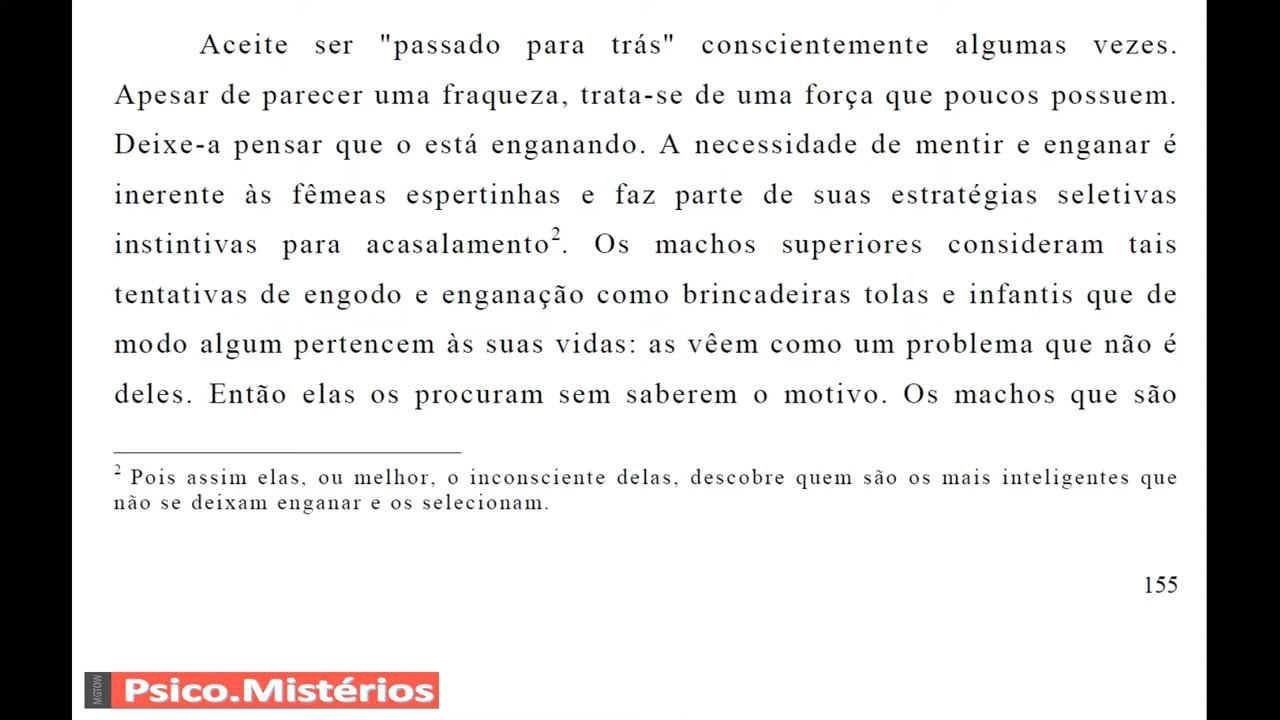 Aceite ser "passado para trás" conscientemente algumas vezes.
Apesar de parecer uma fraqueza, trata-se de uma força que poucos possuem.
Deixe-a pensar que o está enganando. A necessidade de mentir e enganar é
inerente às fêmeas espertinhas e faz parte de suas estratégias seletivas
instintivas para acasalamento². Os machos superiores consideram tais
tentativas de engodo e enganação como brincadeiras tolas e infantis que de
modo algum pertencem às suas vidas: as vêem como um problema que não é
deles. Então elas os procuram sem saberem o motivo. Os machos que são
² Pois assim elas, ou melhor, o inconsciente delas, descobre quem são os mais inteligentes que
não se deixam enganar e os selecionam.
155
MGTOW
Psico.Mistérios